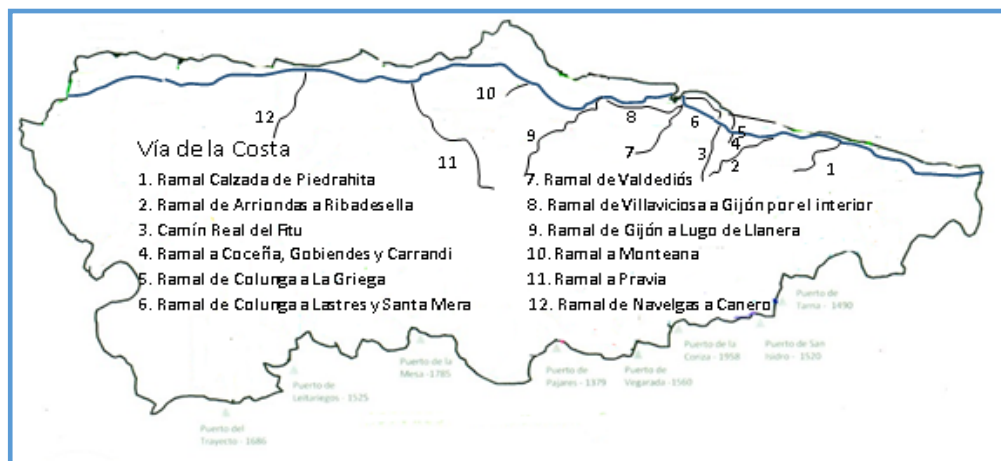 12
10
11
9
8
7
6
5
4
3
2
1
Vía de la Costa
1. Ramal Calzada de Piedrahita
2. Ramal de Arriondas a Ribadesella
3. Camín Real del Fitu
4. Ramal a Coceña, Gobiendes y Carrandi
5. Ramal de Colunga a La Griega
6. Ramal de Colunga a Lastres y Santa Mera
7. Ramal de Valdediós
8. Ramal de Villaviciosa a Gijón por el interior
9. Ramal de Gijón a Lugo de Llanera
10. Ramal a Monteana
11. Ramal a Pravia
12. Ramal de Navelgas a Canero
Puerto de
Tarna - 1490
Puerto de San
Isidro - 1520
Puerto de la
Conza - 1958
Puerto de
Vegarada -1560
Puerto de
Pajares - 1379
Puerto de la
Mesa -1785
Puerto de
Leitariegos - 1525
Puerto del
Trayecto - 1686